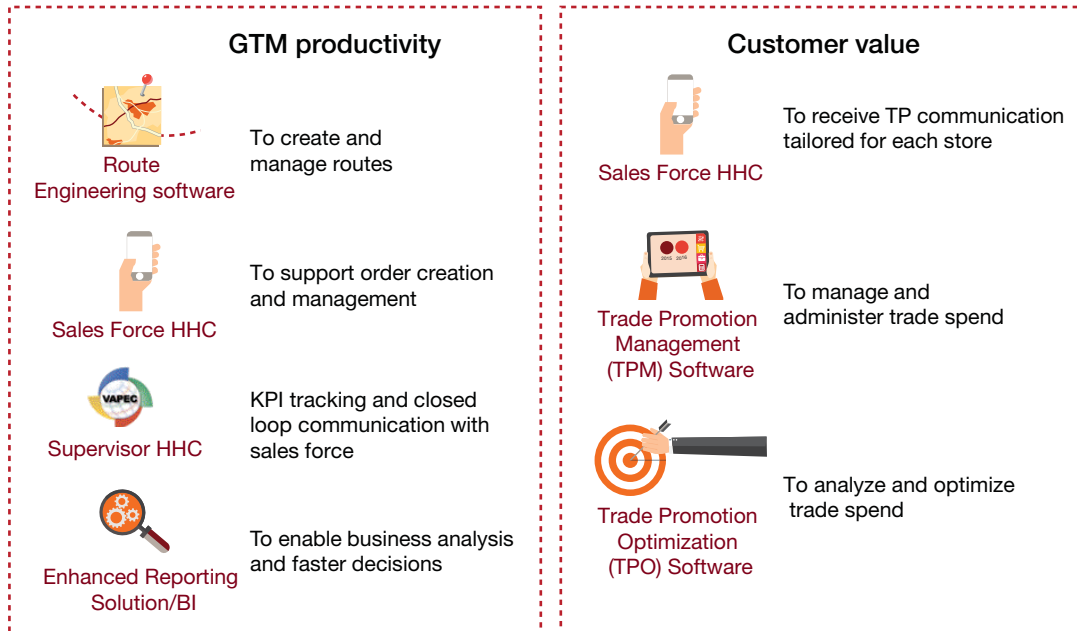 GTM productivity
Route
Engineering software
To create and
manage routes
Sales Force HHC
To support order creation
and management
VAPEC
Supervisor HHC
KPI tracking and closed
loop communication with
sales force
Enhanced Reporting
Solution/BI
To enable business analysis
and faster decisions
Customer value
Sales Force HHC
To receive TP communication
tailored for each store
2015 2016
Trade Promotion
Management
(TPM) Software
To manage and
administer trade spend
Trade Promotion
Optimization
(TPO) Software
To analyze and optimize
trade spend